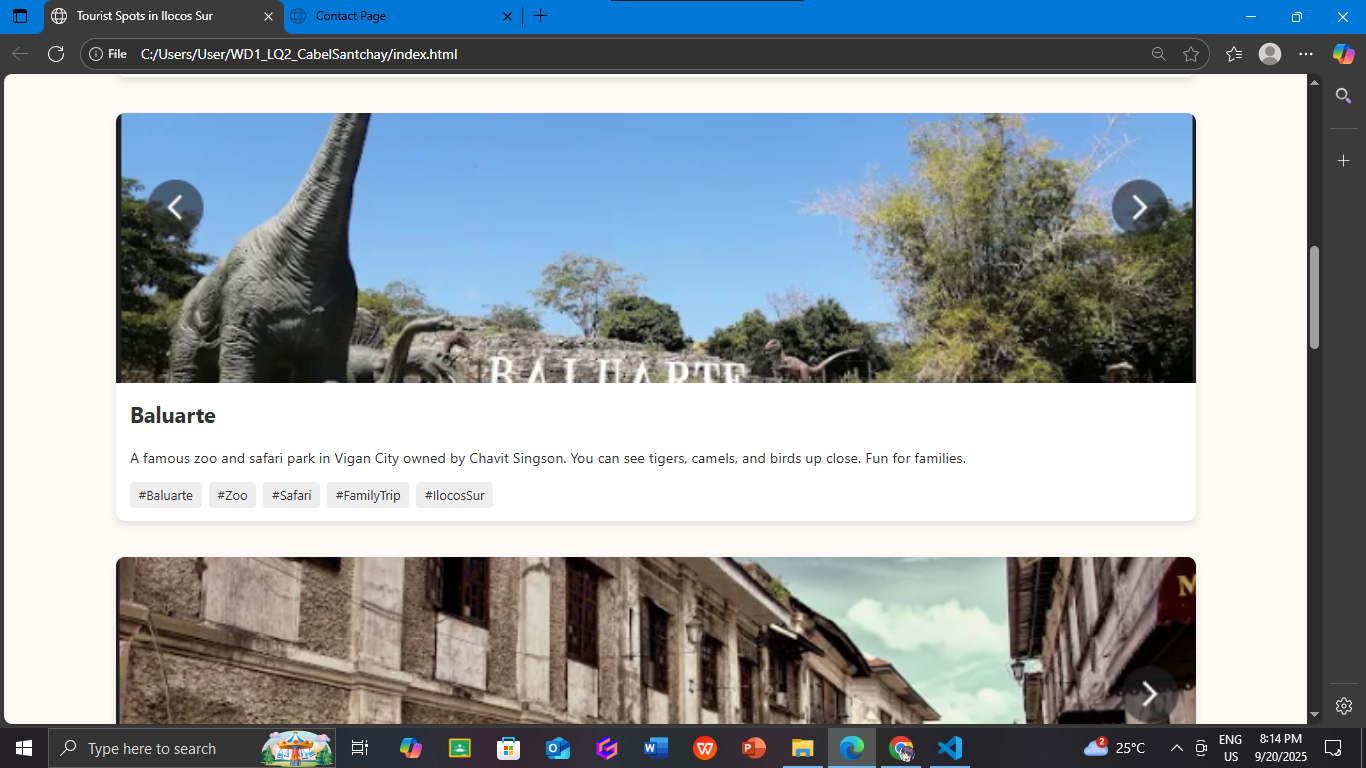 Tourist Spots in Ilocos Sur
Contact Page
File
C:/Users/User/WD1_LQ2_CabelSantchay/index.html
BALUARTE
Baluarte
A famous zoo and safari park in Vigan City owned by Chavit Singson. You can see tigers, camels, and birds up close. Fun for families.
#Baluarte #Zoo #Safari #FamilyTrip #IlocosSur
M
Type here to search
2
25°C
ENG
US
8:14 PM
9/20/2025